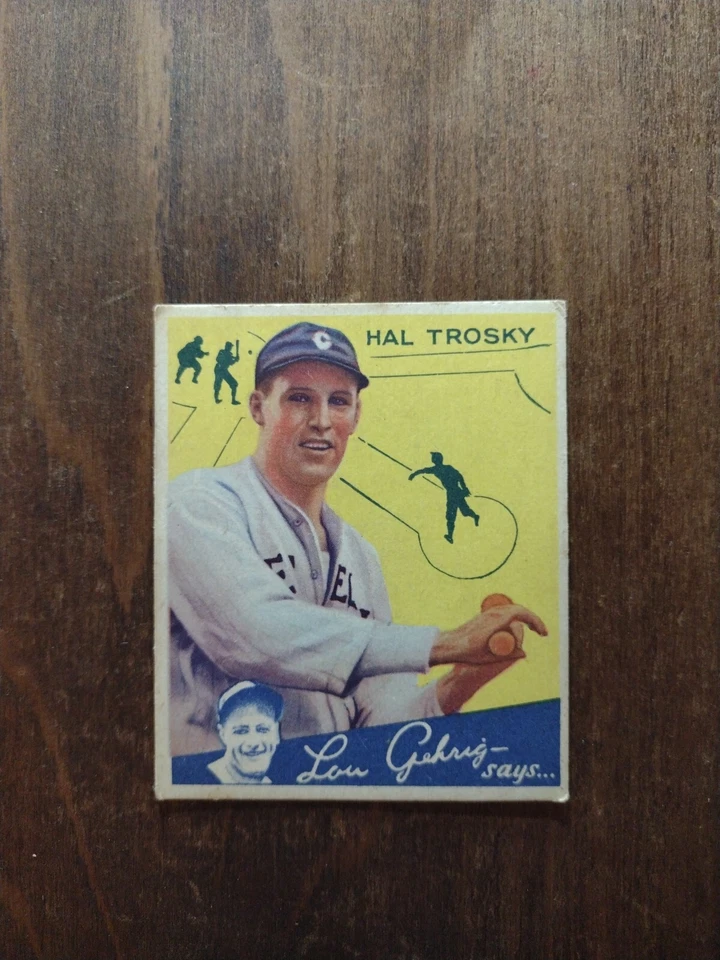 C
HAL TROSKY
Lou Gehrig—
says...